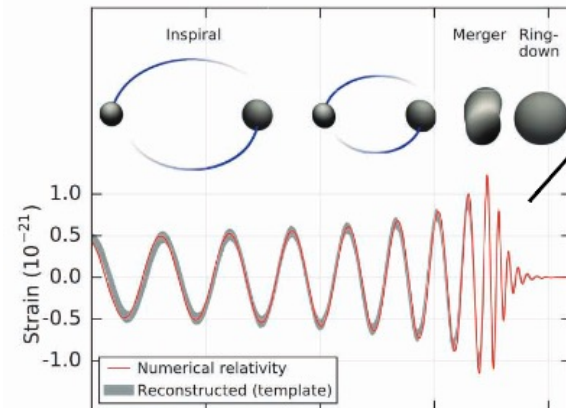 Inspiral
Merger
Ring-
down
Strain (10⁻²¹)
1.0
0.5
0.0
-0.5
-1.0
Numerical relativity
Reconstructed (template)